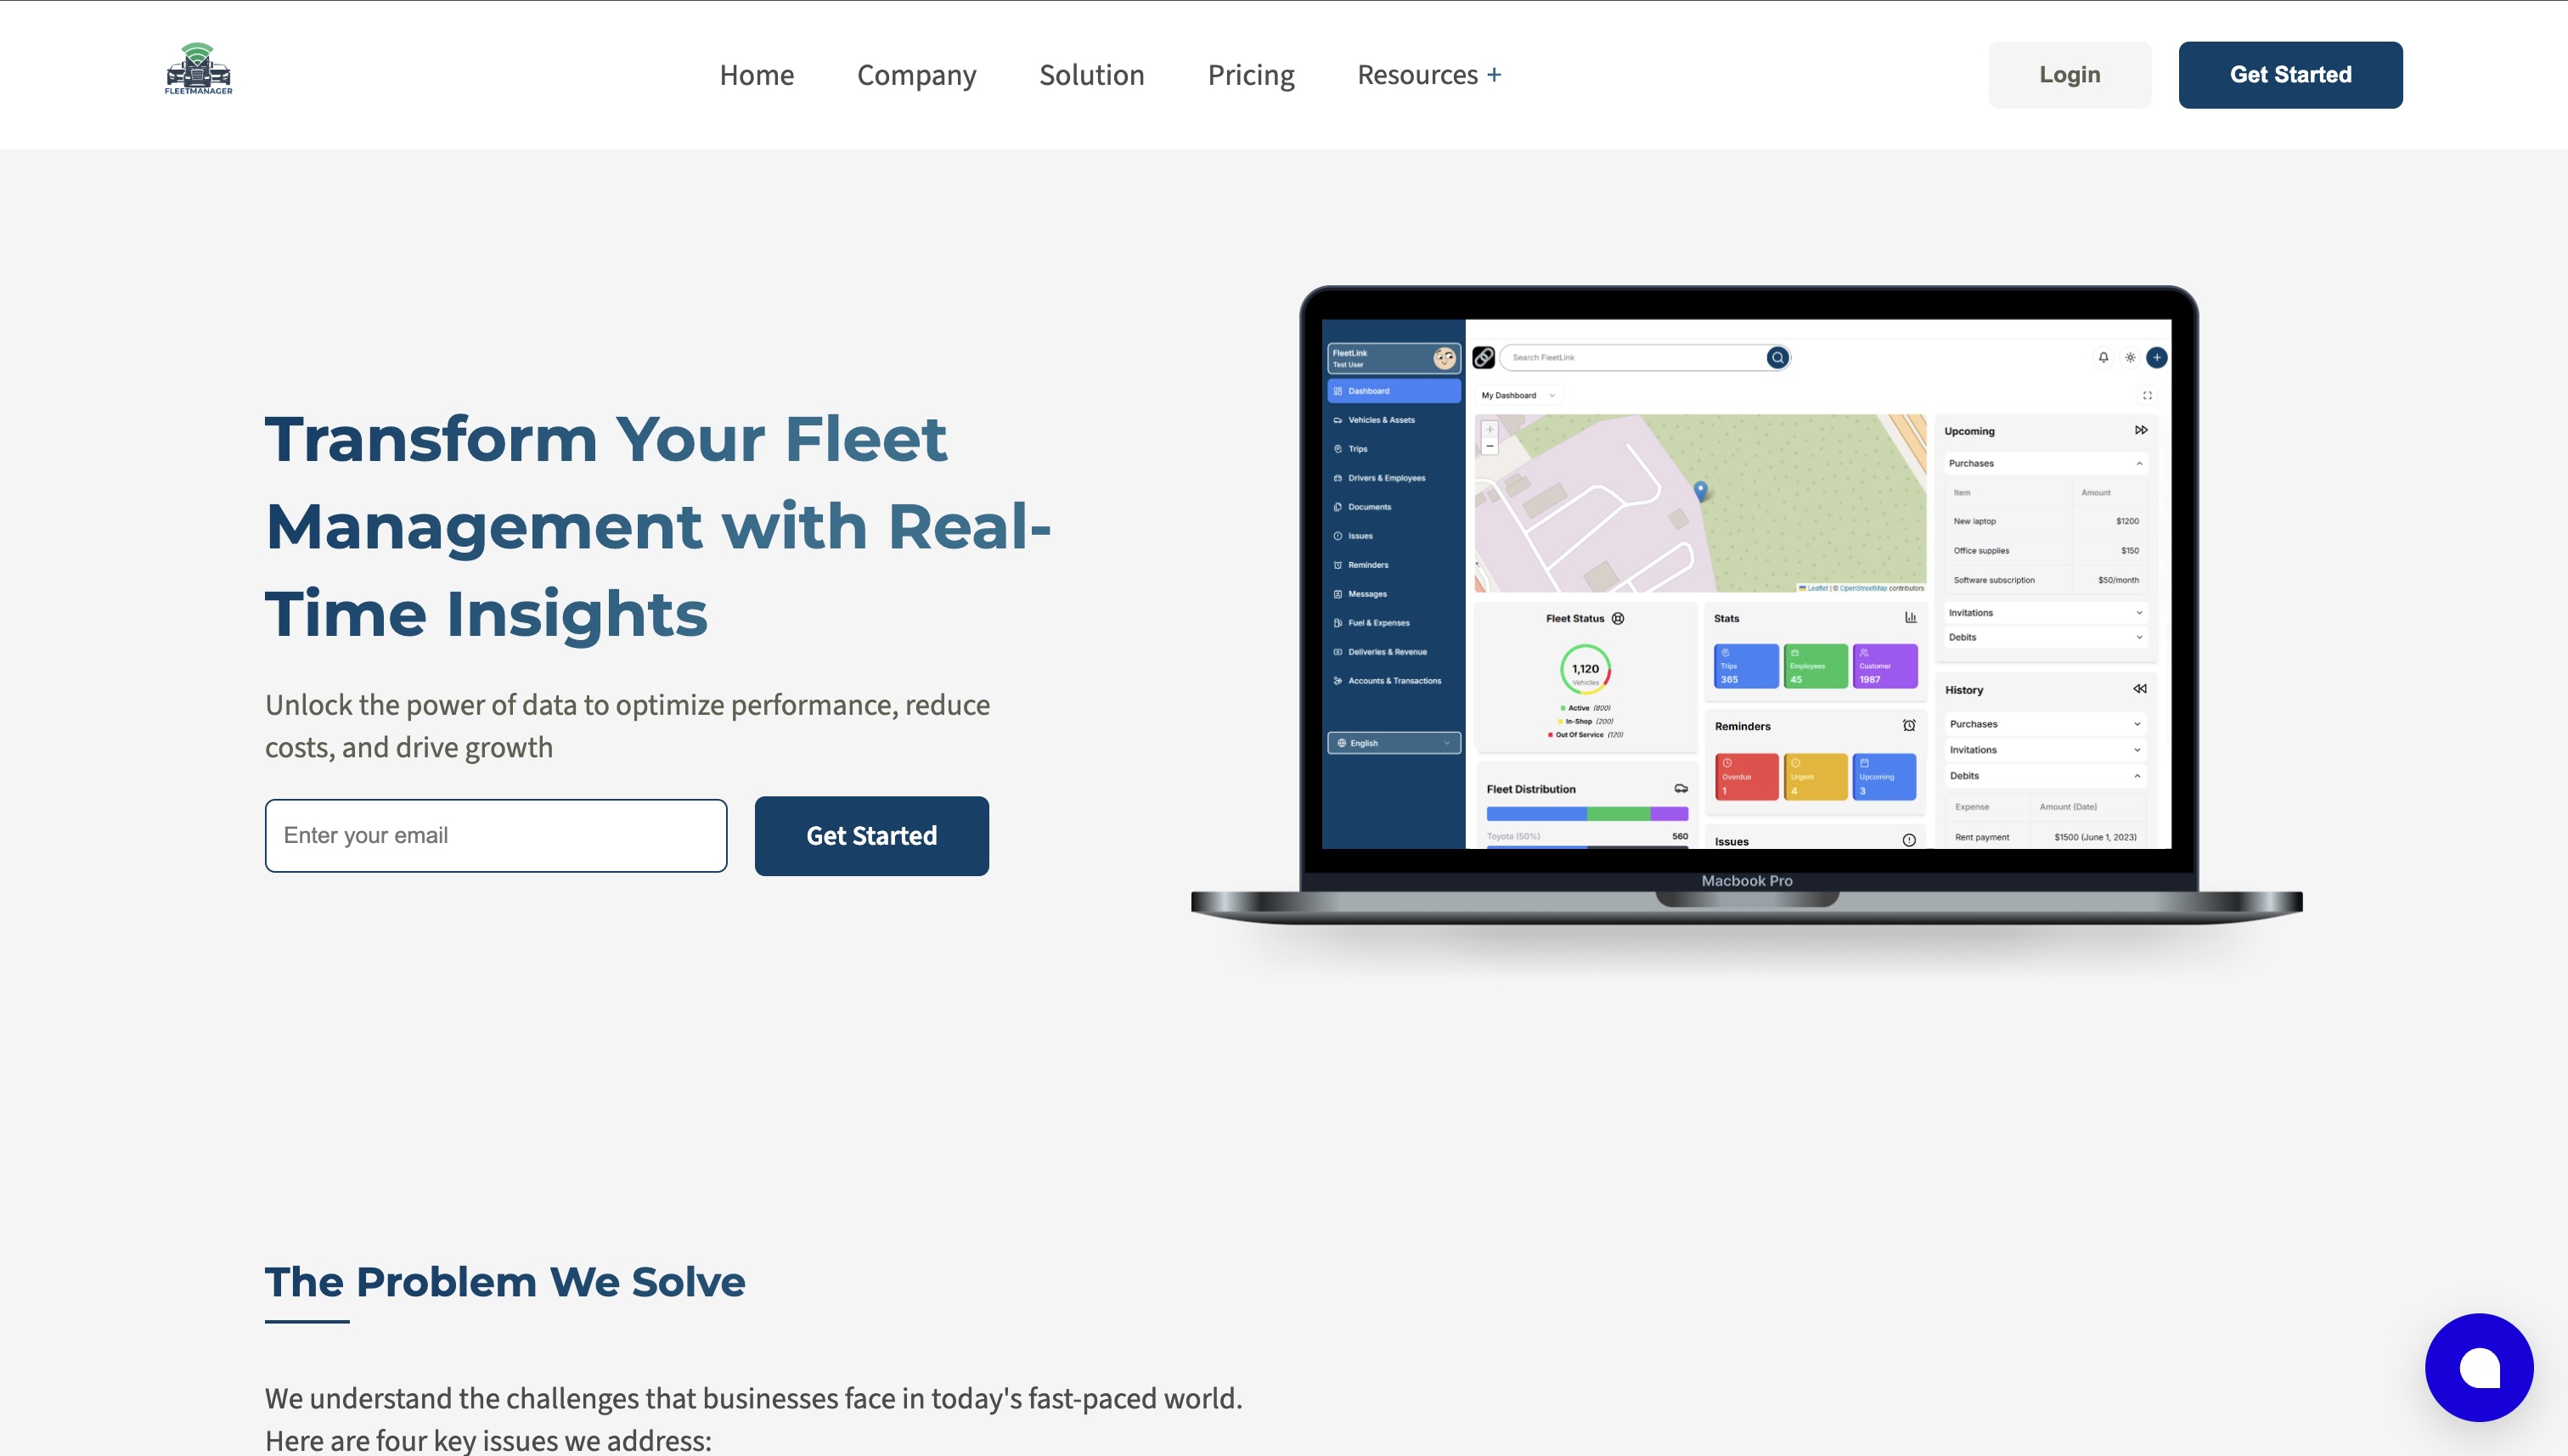 FLEETMANAGER
Home
Company
Solution
Pricing
Resources +
Login
Get Started
Transform Your Fleet
Management with Real-
Time Insights
Unlock the power of data to optimize performance, reduce
costs, and drive growth
Enter your email
Get Started
FleetLink
Test User
Dashboard
Vehicles & Assets
Trips
Drivers & Employees
Documents
Issues
Reminders
Messages
Fuel & Expenses
Deliveries & Revenue
Accounts & Transactions
English
Search FleetLink
My Dashboard
+
−
Leaflet | © OpenStreetMap contributors
Fleet Status
1,120
Vehicles
Active (800)
In-Shop (200)
Out Of Service (120)
Fleet Distribution
Toyota (50%) 560
Stats
Trips
365
Employees
45
Customer
1987
Reminders
Overdue
1
Urgent
4
Upcoming
3
Issues
Upcoming
Purchases
Item Amount
New laptop $1200
Office supplies $150
Software subscription $50/month
Invitations
Debits
History
Purchases
Invitations
Debits
Expense Amount (Date)
Rent payment $1500 (June 1, 2023)
Macbook Pro
The Problem We Solve
We understand the challenges that businesses face in today's fast-paced world.
Here are four key issues we address: